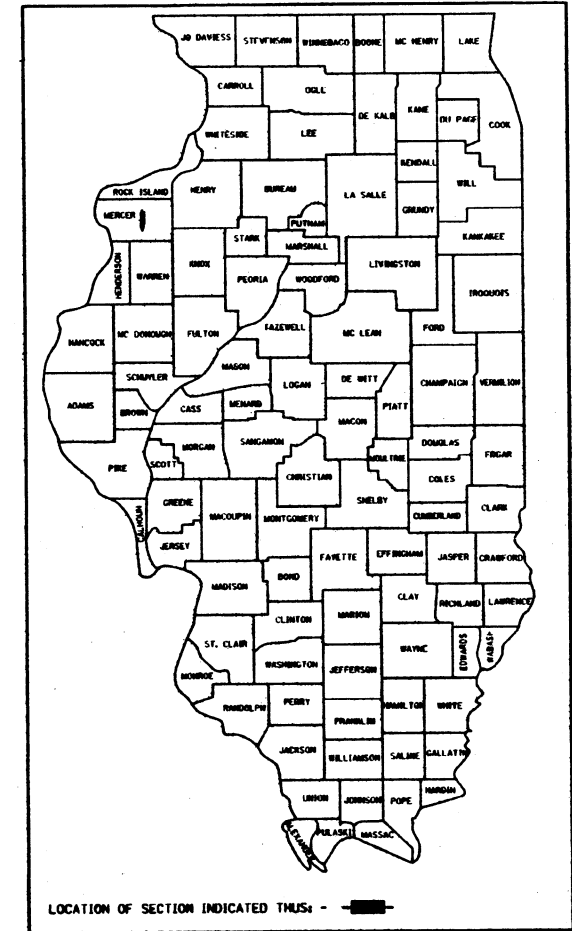 JO DAVIESS STEVENSON WINNEBAGO BOONE MC HENRY LAKE
CARROLL OGLE DE KALB KANE DU PAGE COOK
WHITESIDE LEE KENDALL WILL
ROCK ISLAND HENRY BUREAU LA SALLE GRUNDY
MERCER PUTNAM KANKAKEE
STARK MARSHALL
HENDERSON WARREN KNOX PEORIA WOODFORD LIVINGSTON IROQUOIS
HANCOCK MC DONOUGH FULTON TAZEWELL MC LEAN FORD
MASON
SCHUYLER LOGAN DE WITT CHAMPAIGN VERMILION
ADAMS BROWN CASS MENARD MACON PIATT
PIKE SCOTT MORGAN SANGAMON CHRISTIAN MOULTRIE DOUGLAS EDGAR
COLES
CALHOUN GREENE MACOUPIN MONTGOMERY SHELBY CUMBERLAND CLARK
JERSEY FAYETTE EFFINGHAM JASPER CRAWFORD
MADISON BOND CLAY RICHLAND LAWRENCE
CLINTON MARION
ST. CLAIR WASHINGTON JEFFERSON WAYNE EDWARDS WABASH
MONROE
RANDOLPH PERRY FRANKLIN HAMILTON WHITE
JACKSON WILLIAMSON SALINE GALLATIN
UNION JOHNSON POPE HARDIN
ALEXANDER PULASKI MASSAC
LOCATION OF SECTION INDICATED THUS: -